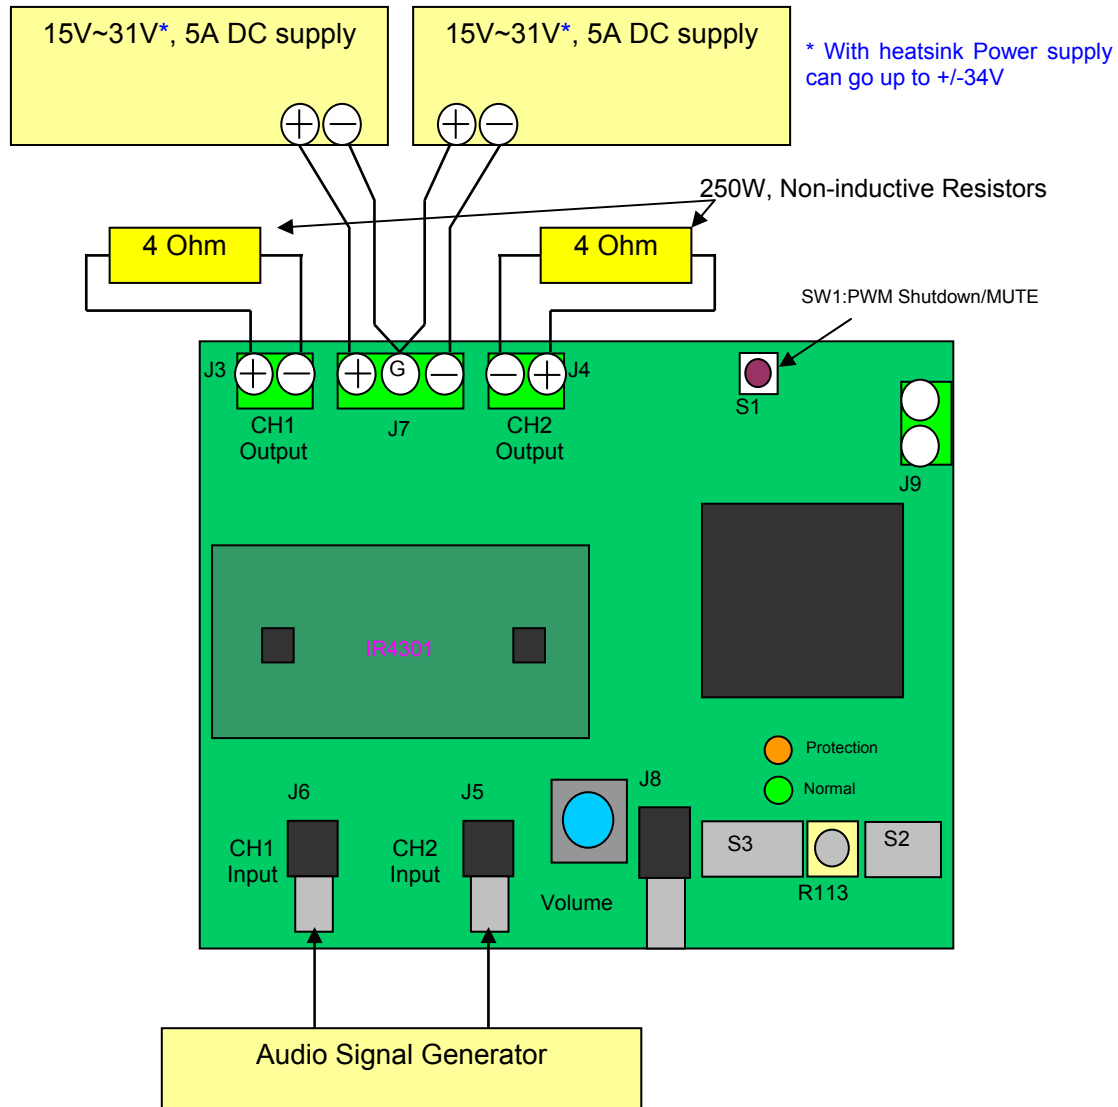 15V~31V*, 5A DC supply
15V~31V*, 5A DC supply
* With heatsink Power supply
can go up to +/-34V
+ −
+ −
250W, Non-inductive Resistors
4 Ohm
4 Ohm
SW1:PWM Shutdown/MUTE
J3
+ −
+ G −
− +
J4
CH1
Output
J7
CH2
Output
S1
J9
IR4301
Protection
Normal
J6
J5
J8
CH1
Input
CH2
Input
Volume
S3
S2
R113
Audio Signal Generator